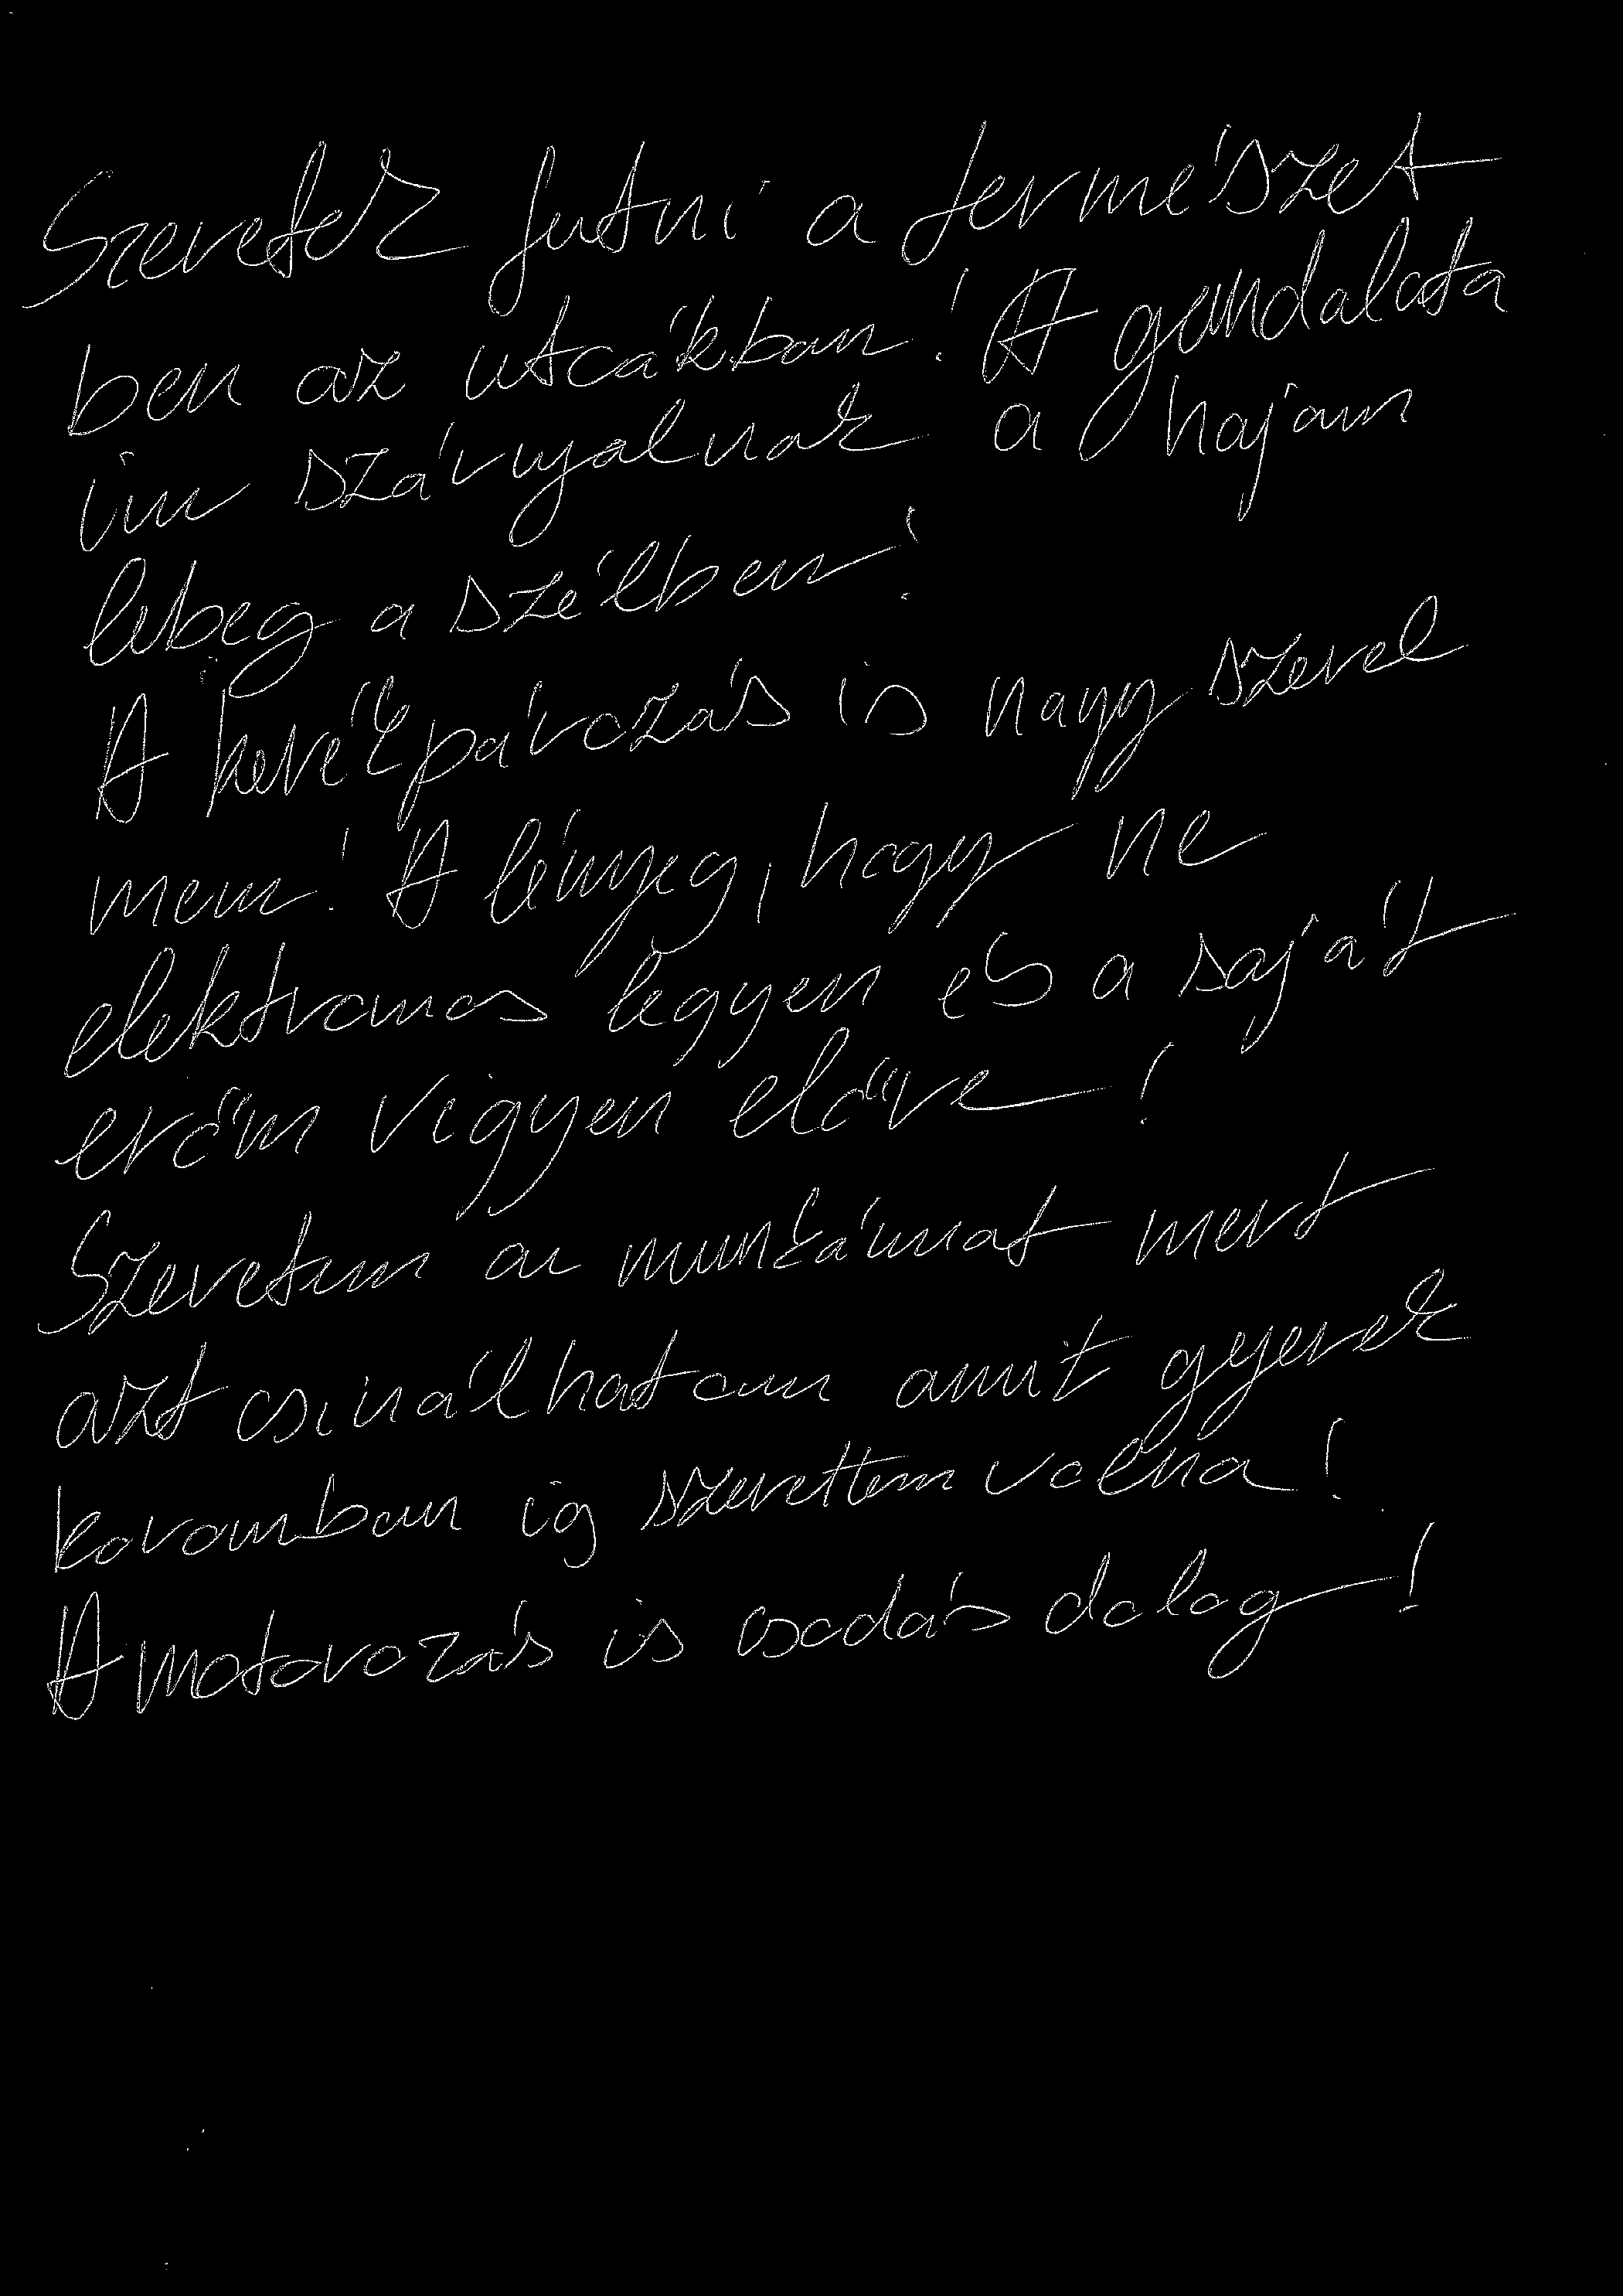 Szeretek futni a természet
ben az utcákban! A gondolata
im szárnyalnak a hajam
lebeg a szélben!
A kerékpározás is nagy szerel
mem! A lényeg, hogy ne
elektromos legyen és a saját
erőm vigyen előre!
Szeretem a munkámat mert
azt csinálhatom amit gyerek
koromban is szerettem volna!
A motorozás is csodás dolog!